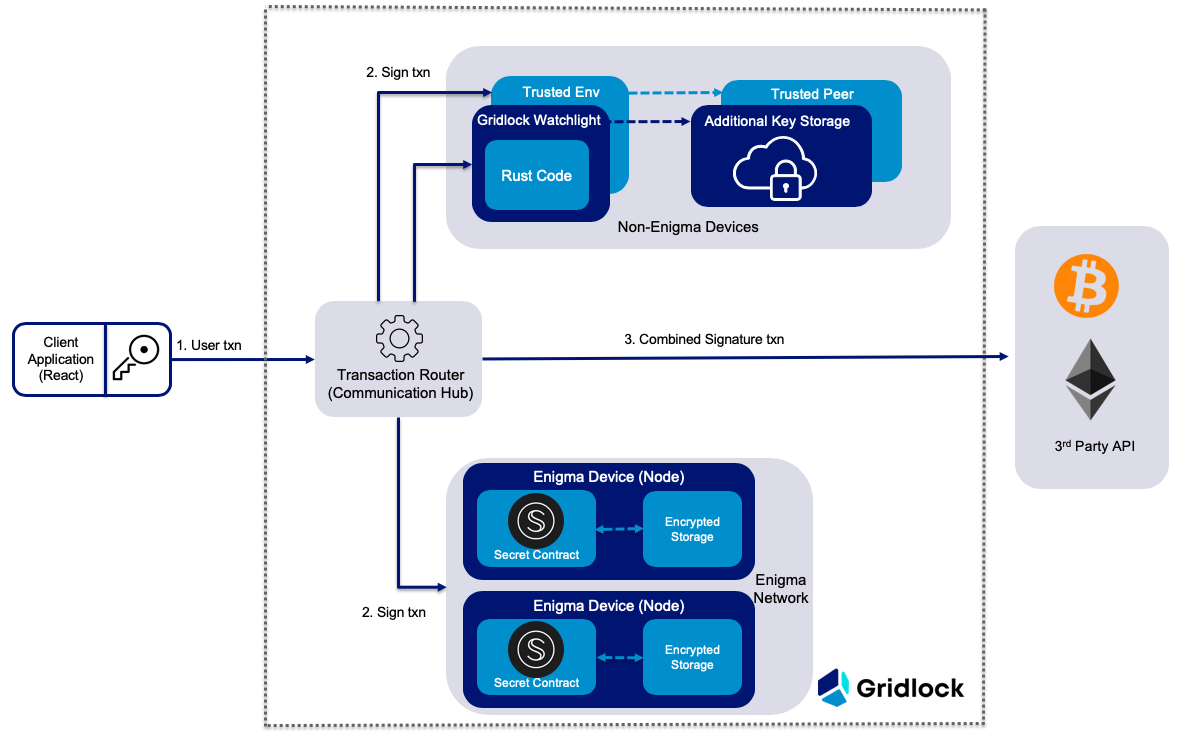 2. Sign txn
Trusted Env
Trusted Peer
Gridlock Watchlight
Additional Key Storage
Rust Code
Non-Enigma Devices
Client
Application
(React)
1. User txn
Transaction Router
(Communication Hub)
3. Combined Signature txn
3rd Party API
Enigma Device (Node)
Secret Contract
Encrypted
Storage
Enigma
Network
2. Sign txn
Enigma Device (Node)
Secret Contract
Encrypted
Storage
Gridlock